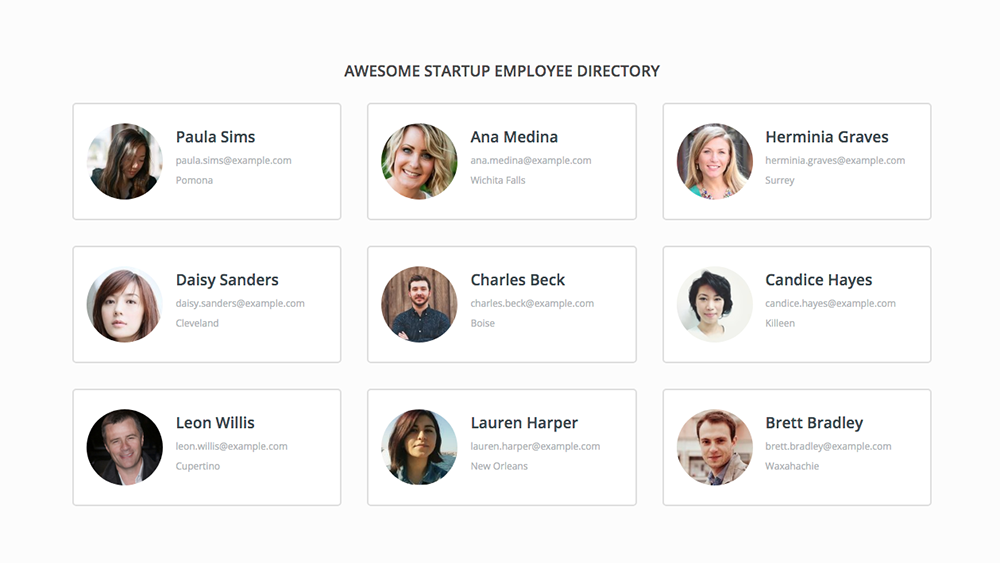 AWESOME STARTUP EMPLOYEE DIRECTORY
Paula Sims
paula.sims@example.com
Pomona
Ana Medina
ana.medina@example.com
Wichita Falls
Herminia Graves
herminia.graves@example.com
Surrey
Daisy Sanders
daisy.sanders@example.com
Cleveland
Charles Beck
charles.beck@example.com
Boise
Candice Hayes
candice.hayes@example.com
Killeen
Leon Willis
leon.willis@example.com
Cupertino
Lauren Harper
lauren.harper@example.com
New Orleans
Brett Bradley
brett.bradley@example.com
Waxahachie